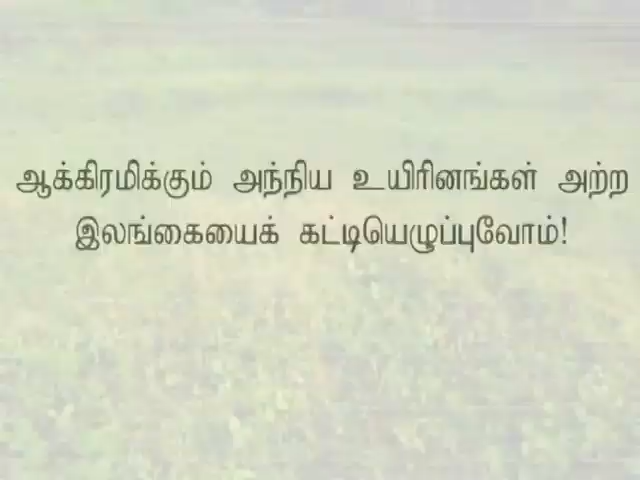 ஆக்கிரமிக்கும் அந்நிய உயிரினங்கள் அற்ற
இலங்கையைக் கட்டியெழுப்புவோம்!